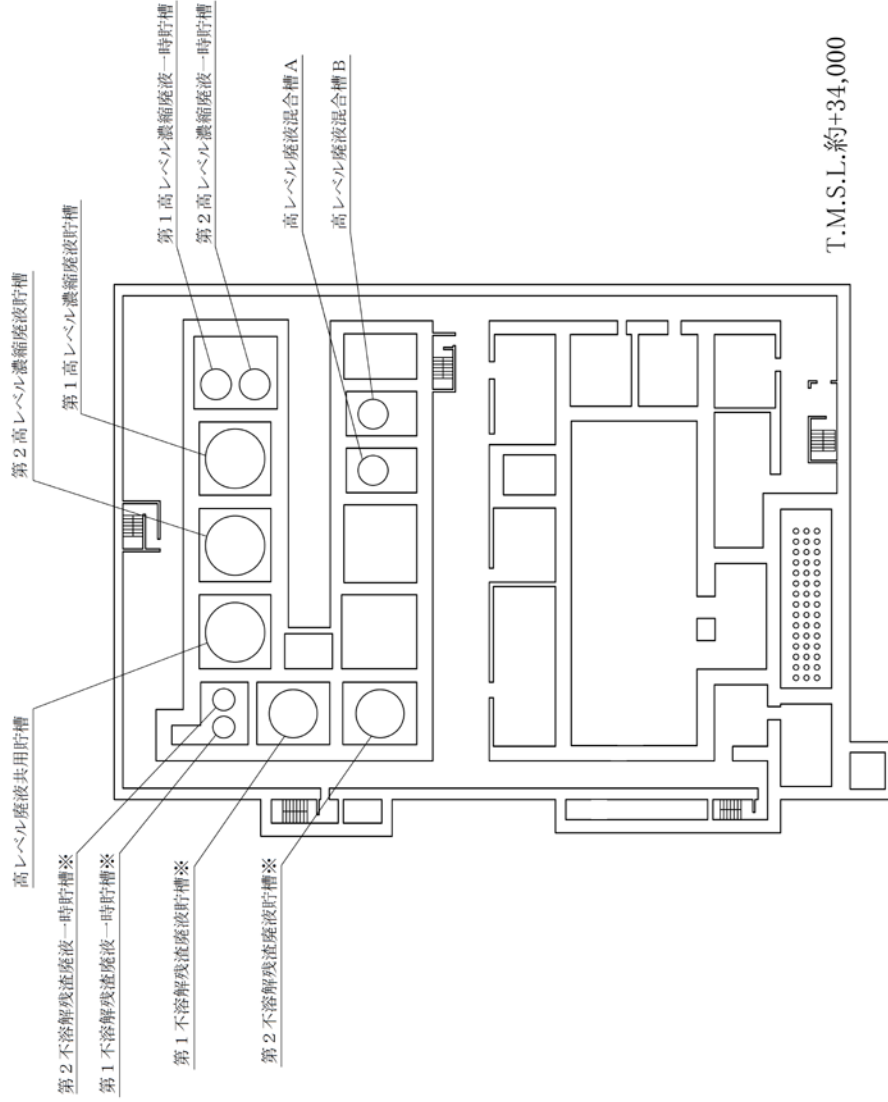 第2不溶解残渣廃液一時貯槽※
第1不溶解残渣廃液一時貯槽※
第1不溶解残渣廃液貯槽※
第2不溶解残渣廃液貯槽※
高レベル廃液共用貯槽
第2高レベル濃縮廃液貯槽
第1高レベル濃縮廃液貯槽
第1高レベル濃縮廃液一時貯槽
第2高レベル濃縮廃液一時貯槽
高レベル廃液混合槽A
高レベル廃液混合槽B
T.M.S.L.約+34,000